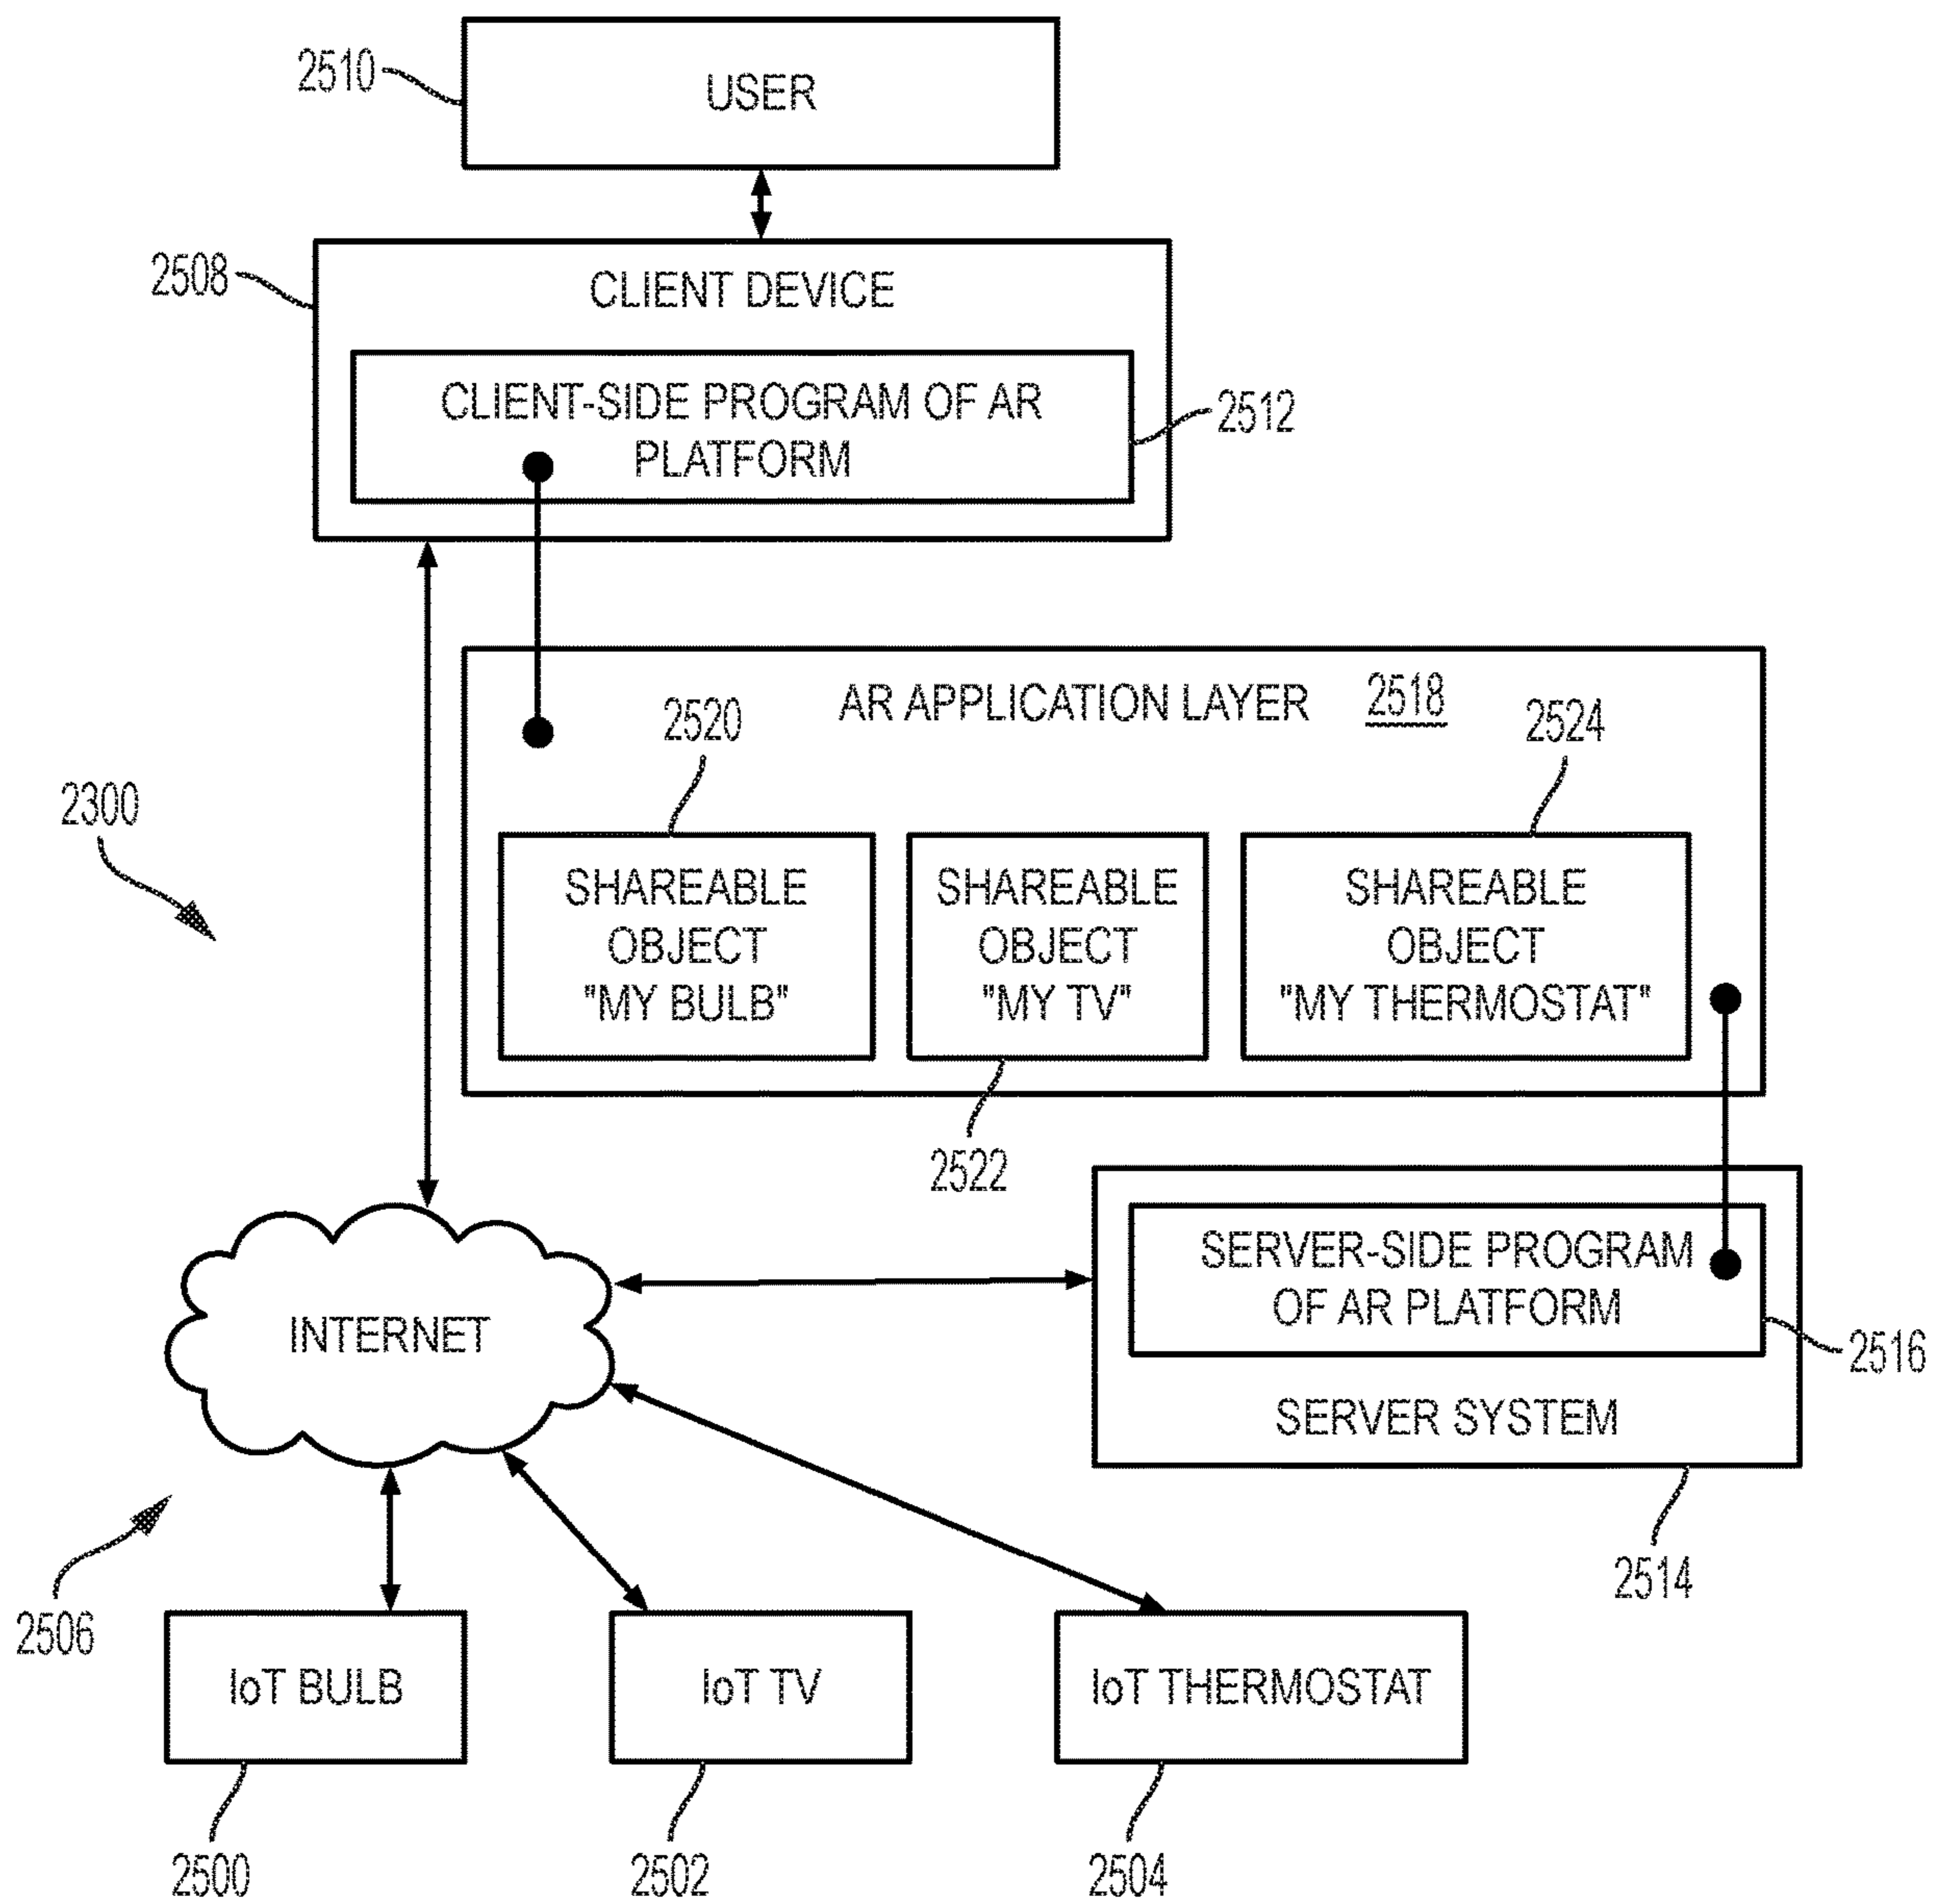 2510
USER
2508
CLIENT DEVICE
CLIENT-SIDE PROGRAM OF AR
PLATFORM
2512
AR APPLICATION LAYER 2518
2520
2524
2300
SHAREABLE
OBJECT
"MY BULB"
SHAREABLE
OBJECT
"MY TV"
SHAREABLE
OBJECT
"MY THERMOSTAT"
2522
SERVER-SIDE PROGRAM
OF AR PLATFORM
2516
SERVER SYSTEM
2514
INTERNET
2506
IoT BULB
IoT TV
IoT THERMOSTAT
2500
2502
2504